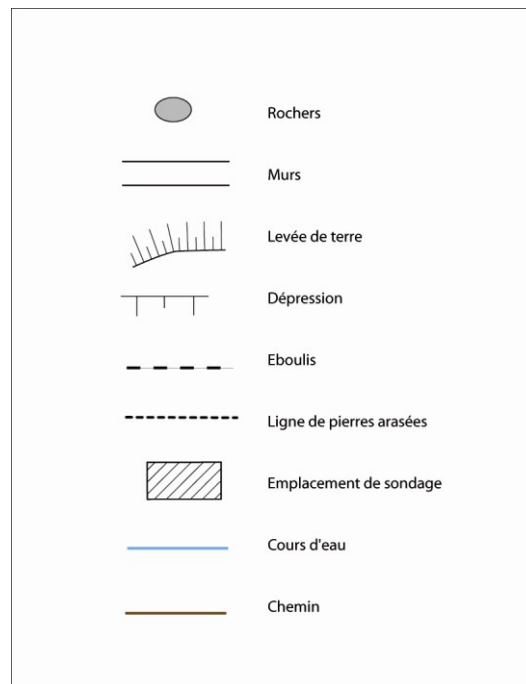 Rochers
Murs
Levée de terre
Dépression
Eboulis
Ligne de pierres arasées
Emplacement de sondage
Cours d'eau
Chemin